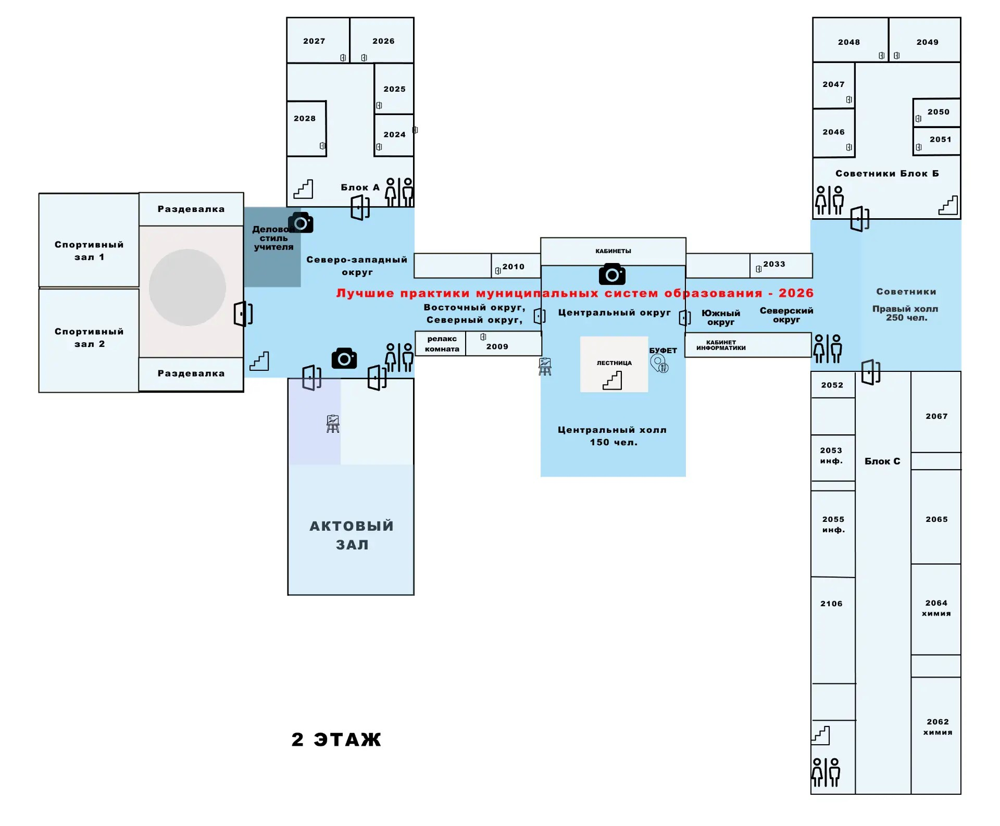 2027
2026
2025
2028
2024
Блок А
2048
2049
2047
2046
2050
2051
Советники Блок Б
Раздевалка
Спортивный
зал 1
Спортивный
зал 2
Раздевалка
Деловой
стиль
учителя
Северо-западный
округ
2010
КАБИНЕТЫ
2033
Лучшие практики муниципальных систем образования - 2026
Восточный округ,
Северный округ,
Центральный округ
Южный
округ
Северский
округ
Советники
Правый холл
250 чел.
релакс
комната
2009
ЛЕСТНИЦА
БУФЕТ
КАБИНЕТ
ИНФОРМАТИКИ
Центральный холл
150 чел.
АКТОВЫЙ
ЗАЛ
2052
2053
инф.
2055
инф.
2106
Блок С
2067
2065
2064
химия
2062
химия
2 ЭТАЖ